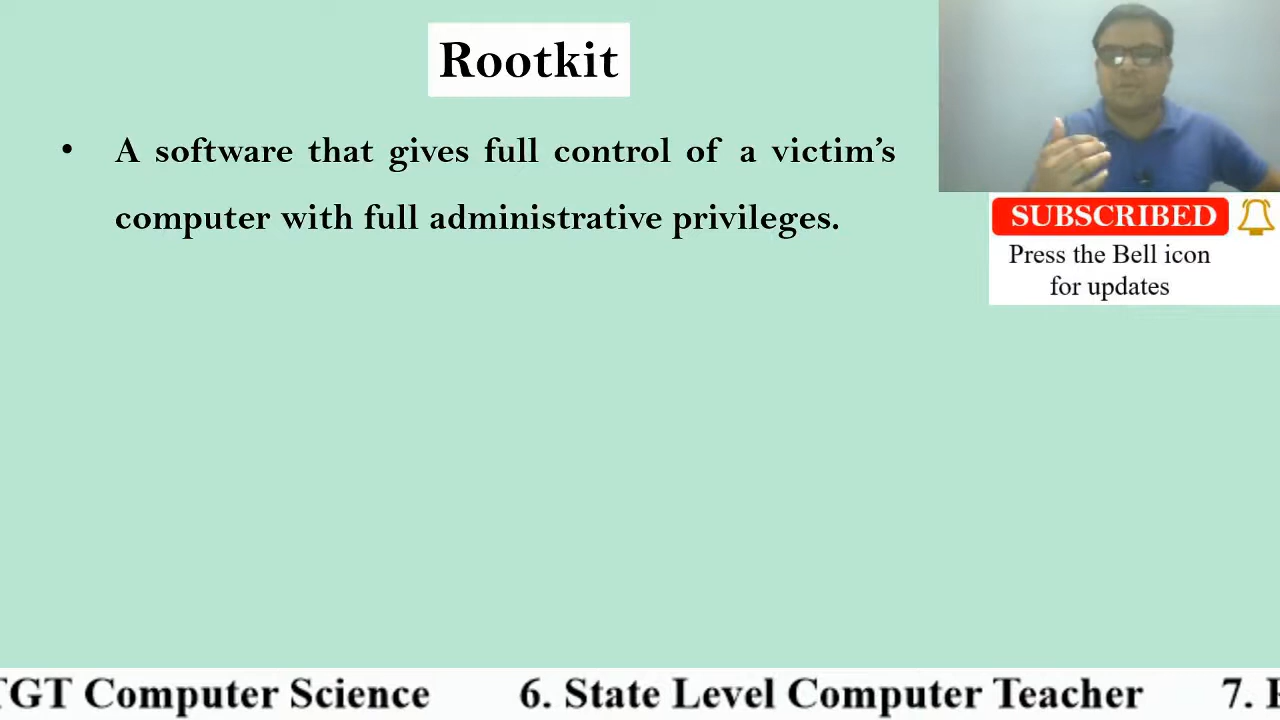 Rootkit
• A software that gives full control of a victim’s
computer with full administrative privileges.
SUBSCRIBED
Press the Bell icon
for updates
TGT Computer Science 6. State Level Computer Teacher 7.